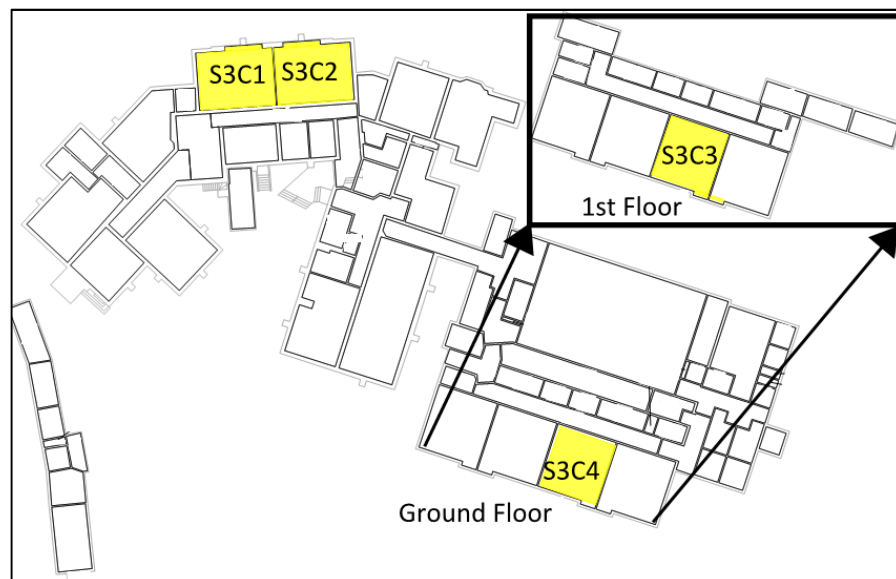 S3C1
S3C2
S3C3
1st Floor
S3C4
Ground Floor